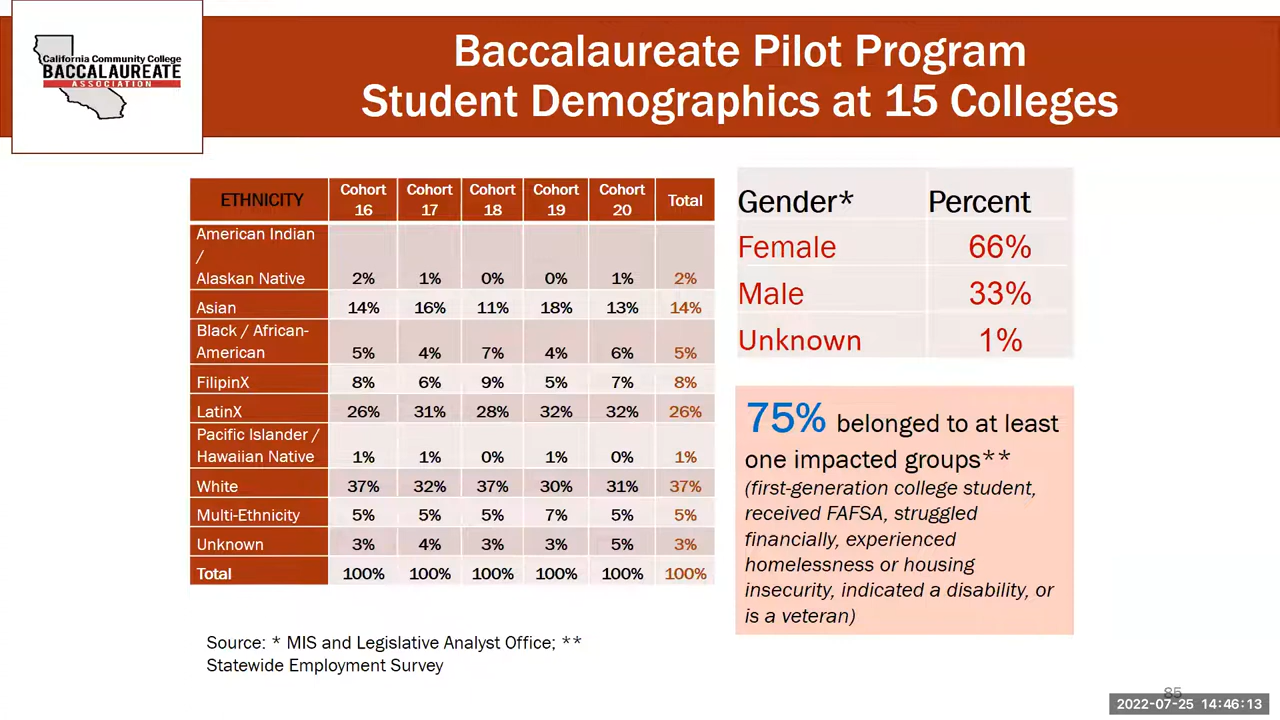 California Community College
BACCALAUREATE
ASSOCIATION
Baccalaureate Pilot Program
Student Demographics at 15 Colleges
ETHNICITY Cohort 16 Cohort 17 Cohort 18 Cohort 19 Cohort 20 Total
American Indian / Alaskan Native 2% 1% 0% 0% 1% 2%
Asian 14% 16% 11% 18% 13% 14%
Black / African-American 5% 4% 7% 4% 6% 5%
FilipinX 8% 6% 9% 5% 7% 8%
LatinX 26% 31% 28% 32% 32% 26%
Pacific Islander / Hawaiian Native 1% 1% 0% 1% 0% 1%
White 37% 32% 37% 30% 31% 37%
Multi-Ethnicity 5% 5% 5% 7% 5% 5%
Unknown 3% 4% 3% 3% 5% 3%
Total 100% 100% 100% 100% 100% 100%
Gender* Percent
Female 66%
Male 33%
Unknown 1%
75% belonged to at least
one impacted groups**
(first-generation college student,
received FAFSA, struggled
financially, experienced
homelessness or housing
insecurity, indicated a disability, or
is a veteran)
Source: * MIS and Legislative Analyst Office; **
Statewide Employment Survey
85
2022-07-25 14:46:13